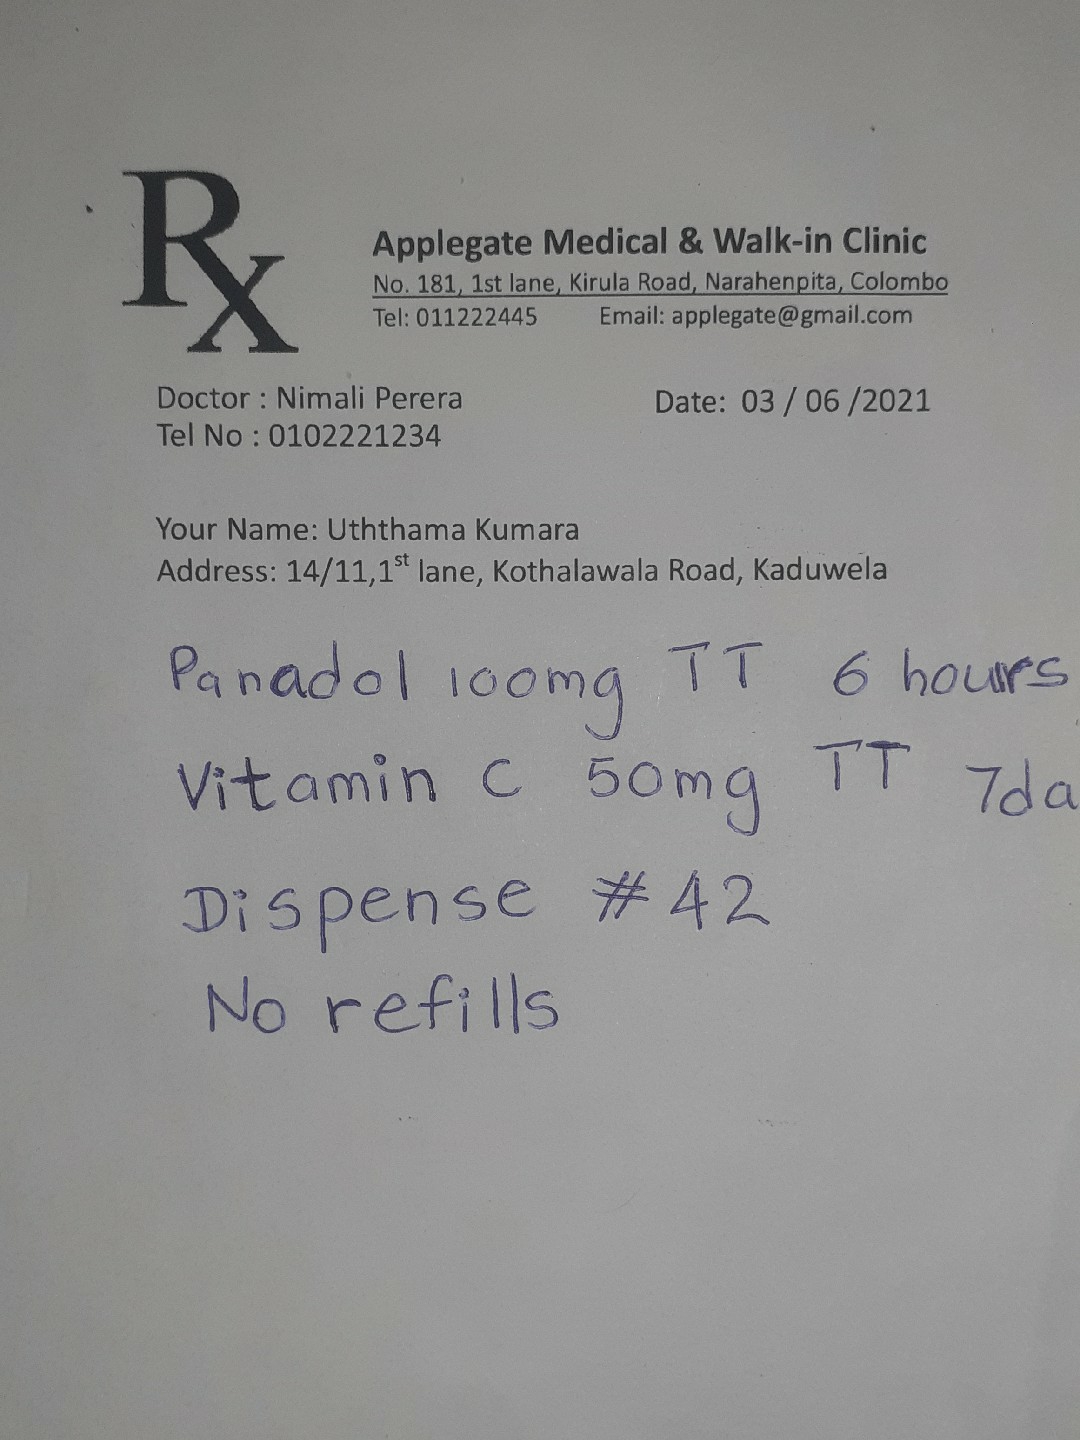 Rx
Applegate Medical & Walk-in Clinic
No. 181, 1st lane, Kirula Road, Narahenpita, Colombo
Tel: 011222445 Email: applegate@gmail.com
Doctor : Nimali Perera Date: 03 / 06 /2021
Tel No : 0102221234
Your Name: Uththama Kumara
Address: 14/11,1st lane, Kothalawala Road, Kaduwela
Panadol 100mg TT 6 hours
Vitamin C 50mg TT 7da
Dispense #42
No refills